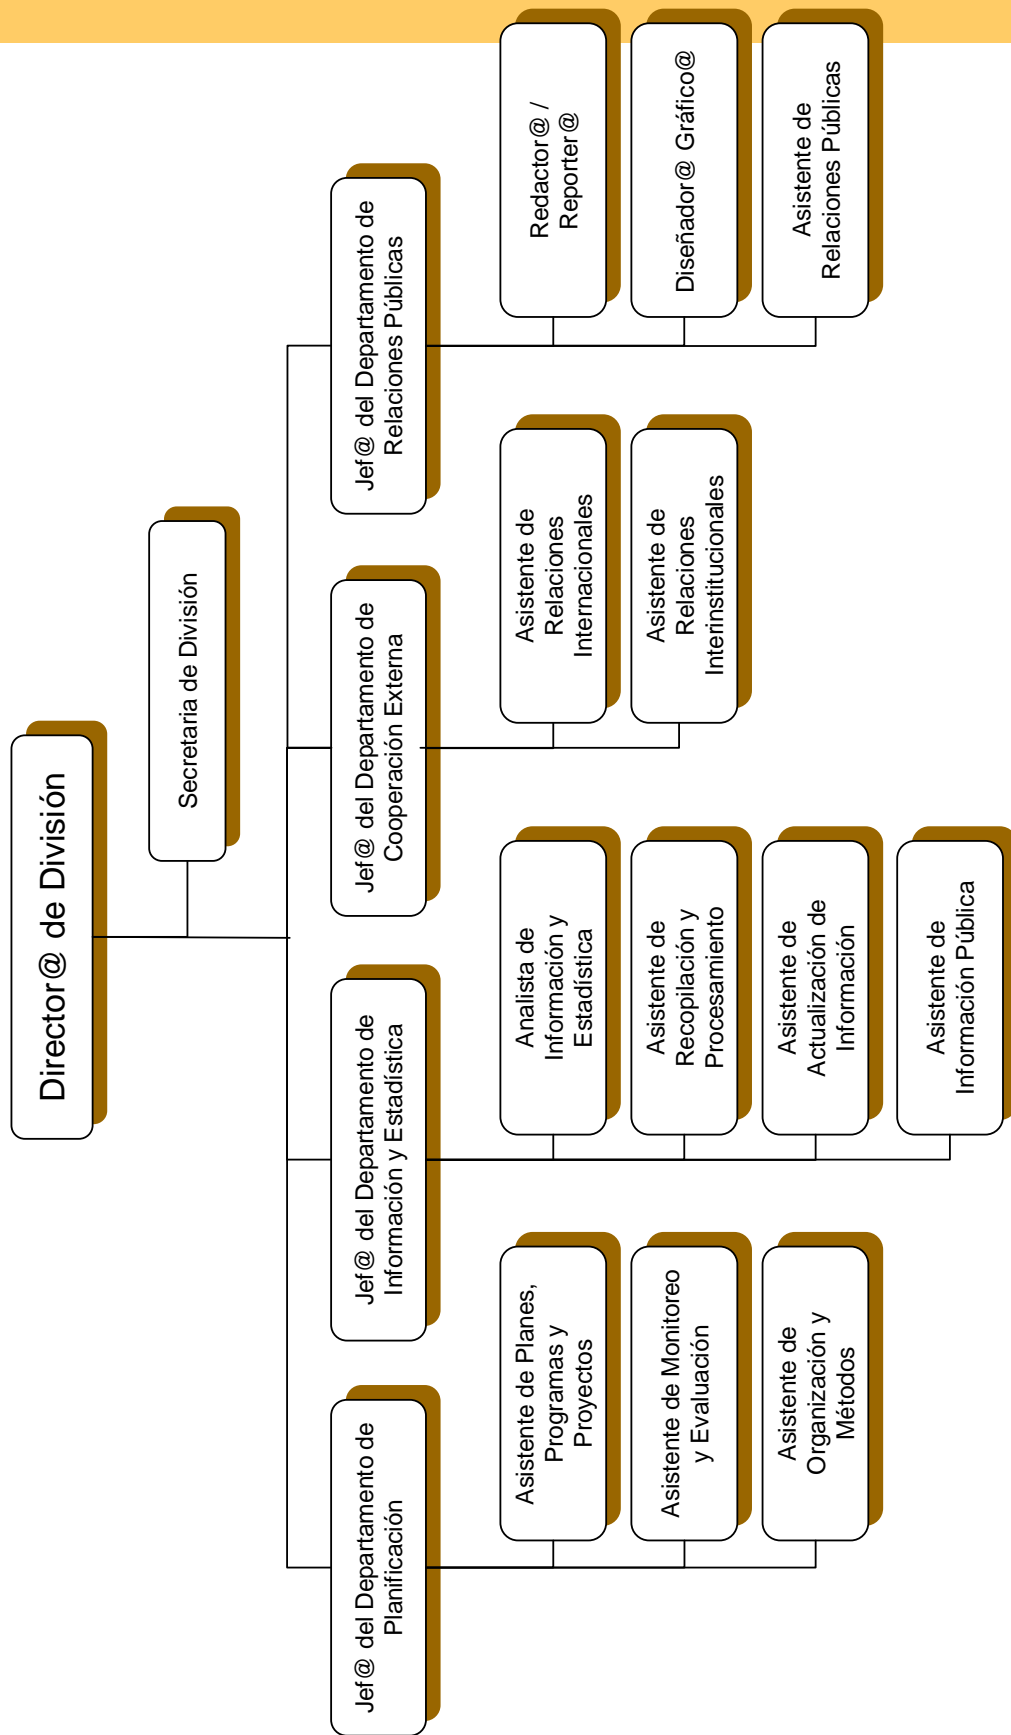 Director@ de División
Secretaria de División
Jef@ del Departamento de
Planificación
Jef@ del Departamento de
Información y Estadística
Jef@ del Departamento de
Cooperación Externa
Jef@ del Departamento de
Relaciones Públicas
Asistente de Planes,
Programas y
Proyectos
Asistente de Monitoreo
y Evaluación
Asistente de
Organización y
Métodos
Analista de
Información y
Estadística
Asistente de
Recopilación y
Procesamiento
Asistente de
Actualización de
Información
Asistente de
Información Pública
Asistente de
Relaciones
Internacionales
Asistente de
Relaciones
Interinstitucionales
Redactor@ /
Reporter@
Diseñador@ Gráfico@
Asistente de
Relaciones Públicas